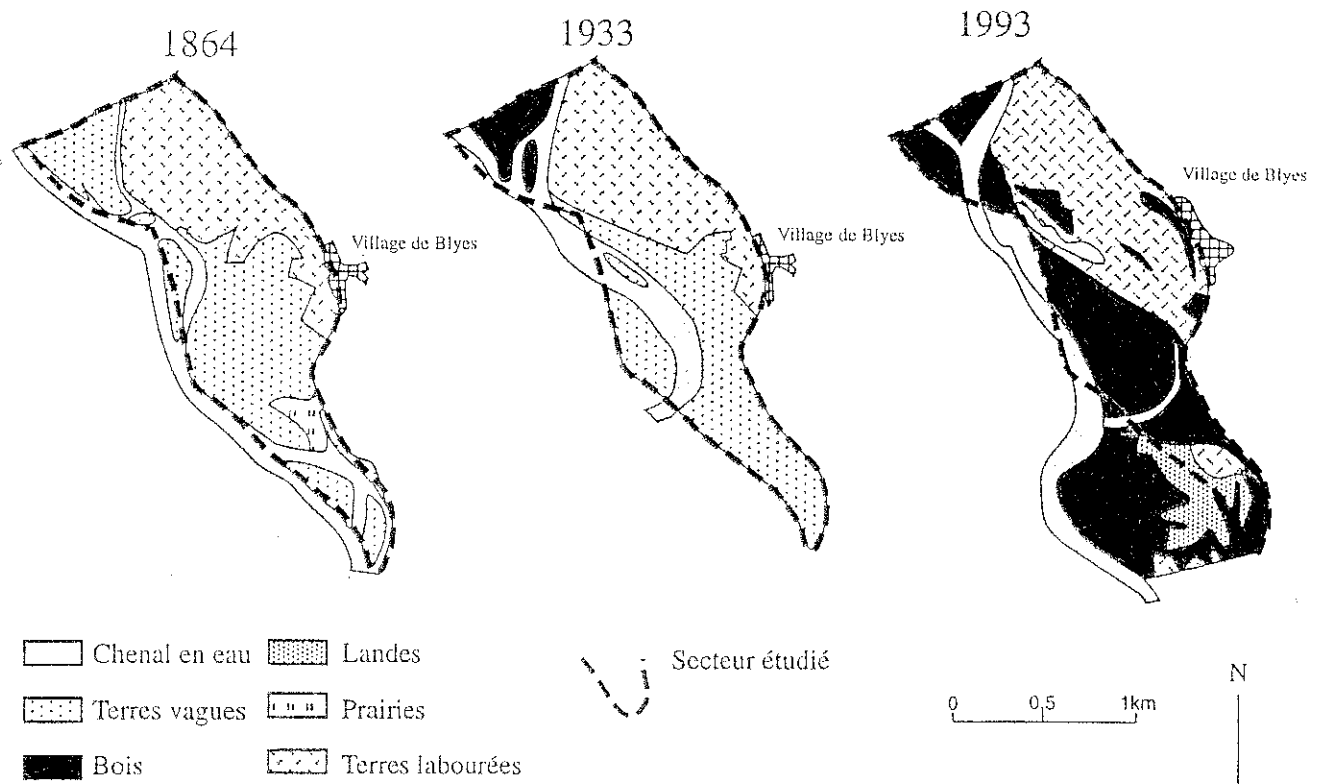 1864
1933
1993
Village de Blyes
Village de Blyes
Village de Blyes
Chenal en eau
Landes
Secteur étudié
Terres vagues
Prairies
Bois
Terres labourées
0 0,5 1km
N